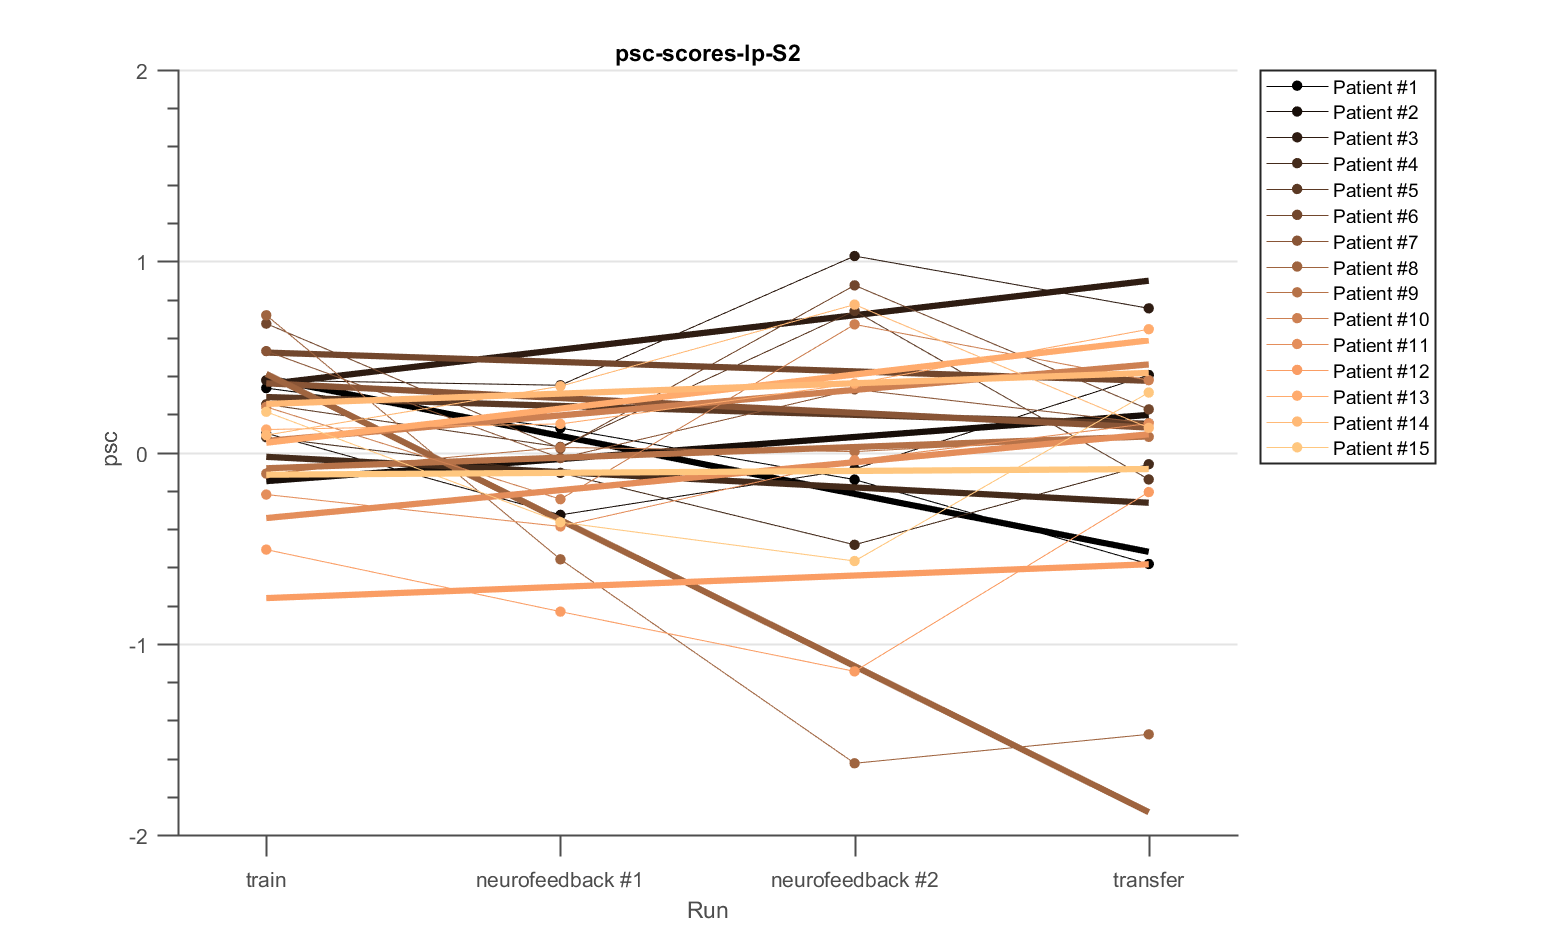 psc-scores-lp-S2
2
1
0
-1
-2
psc
train
neurofeedback #1
neurofeedback #2
transfer
Run
Patient #1
Patient #2
Patient #3
Patient #4
Patient #5
Patient #6
Patient #7
Patient #8
Patient #9
Patient #10
Patient #11
Patient #12
Patient #13
Patient #14
Patient #15